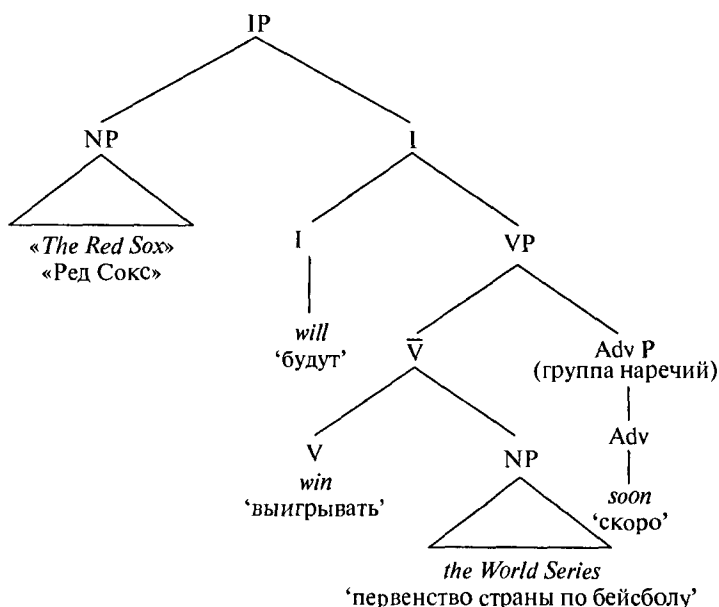 IP
NP
I
«The Red Sox»
«Ред Сокс»
I
VP
will
'будут'
V̅
Adv P
(группа наречий)
V
win
'выигрывать'
NP
Adv
soon
'скоро'
the World Series
'первенство страны по бейсболу'